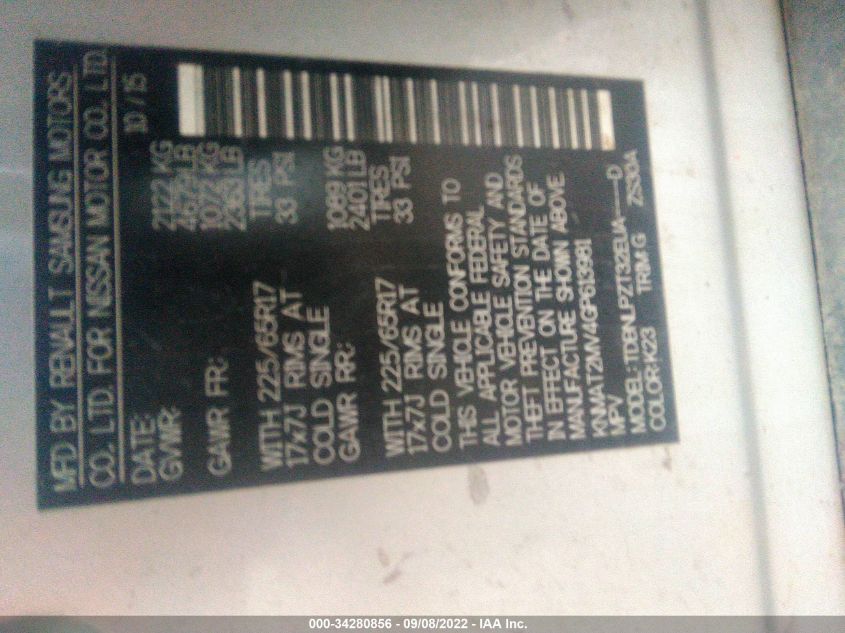 MFD BY RENAULT SAMSUNG MOTORS
CO. LTD. FOR NISSAN MOTOR CO. LTD.
DATE: 10 / 15
GVWR: 2122 KG
4679 LB
GAWR FR: 1072 KG
2363 LB
WITH 225/65R17 TIRES
17x7J RIMS AT 33 PSI
COLD SINGLE
GAWR RR: 1089 KG
2401 LB
WITH 225/65R17 TIRES
17x7J RIMS AT 33 PSI
COLD SINGLE
THIS VEHICLE CONFORMS TO
ALL APPLICABLE FEDERAL
MOTOR VEHICLE SAFETY AND
THEFT PREVENTION STANDARDS
IN EFFECT ON THE DATE OF
MANUFACTURE SHOWN ABOVE.
KNMAT2MV4GP613981
MPV
MODEL: TDBNLPZT32EUA-----D
COLOR: K23 TRIM: G ZS30A
000-34280856 - 09/08/2022 - IAA Inc.